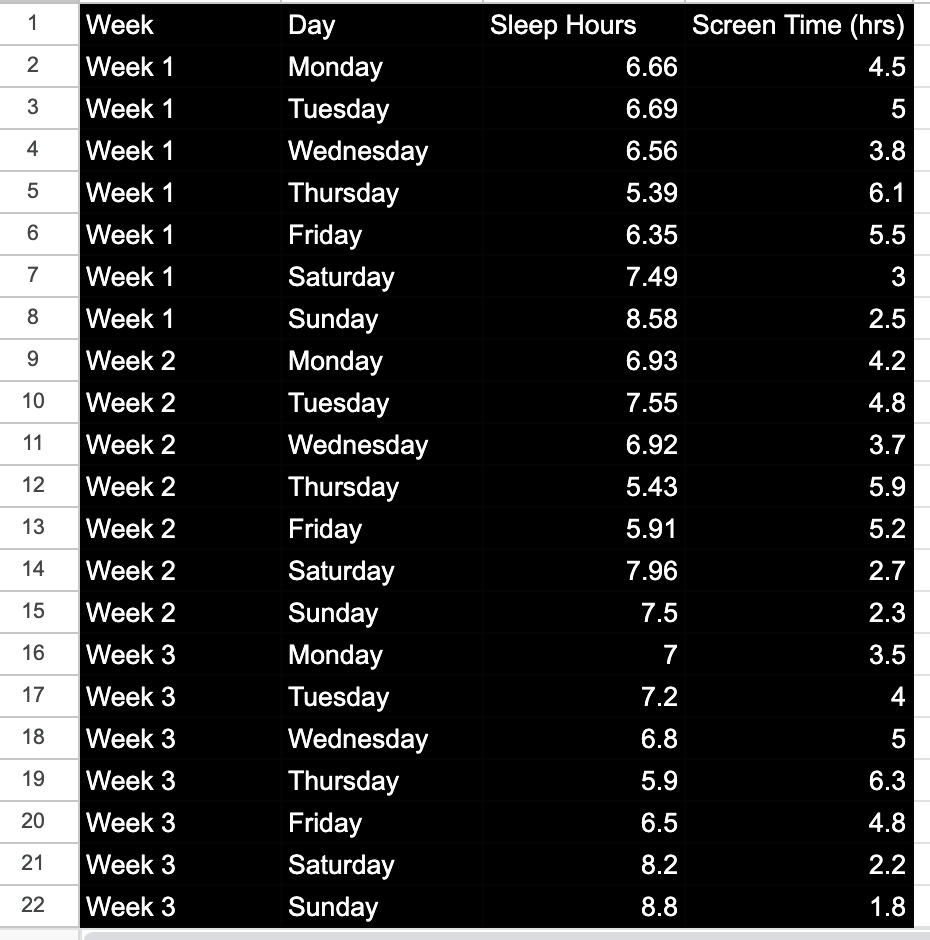 1 Week Day Sleep Hours Screen Time (hrs)
2 Week 1 Monday 6.66 4.5
3 Week 1 Tuesday 6.69 5
4 Week 1 Wednesday 6.56 3.8
5 Week 1 Thursday 5.39 6.1
6 Week 1 Friday 6.35 5.5
7 Week 1 Saturday 7.49 3
8 Week 1 Sunday 8.58 2.5
9 Week 2 Monday 6.93 4.2
10 Week 2 Tuesday 7.55 4.8
11 Week 2 Wednesday 6.92 3.7
12 Week 2 Thursday 5.43 5.9
13 Week 2 Friday 5.91 5.2
14 Week 2 Saturday 7.96 2.7
15 Week 2 Sunday 7.5 2.3
16 Week 3 Monday 7 3.5
17 Week 3 Tuesday 7.2 4
18 Week 3 Wednesday 6.8 5
19 Week 3 Thursday 5.9 6.3
20 Week 3 Friday 6.5 4.8
21 Week 3 Saturday 8.2 2.2
22 Week 3 Sunday 8.8 1.8